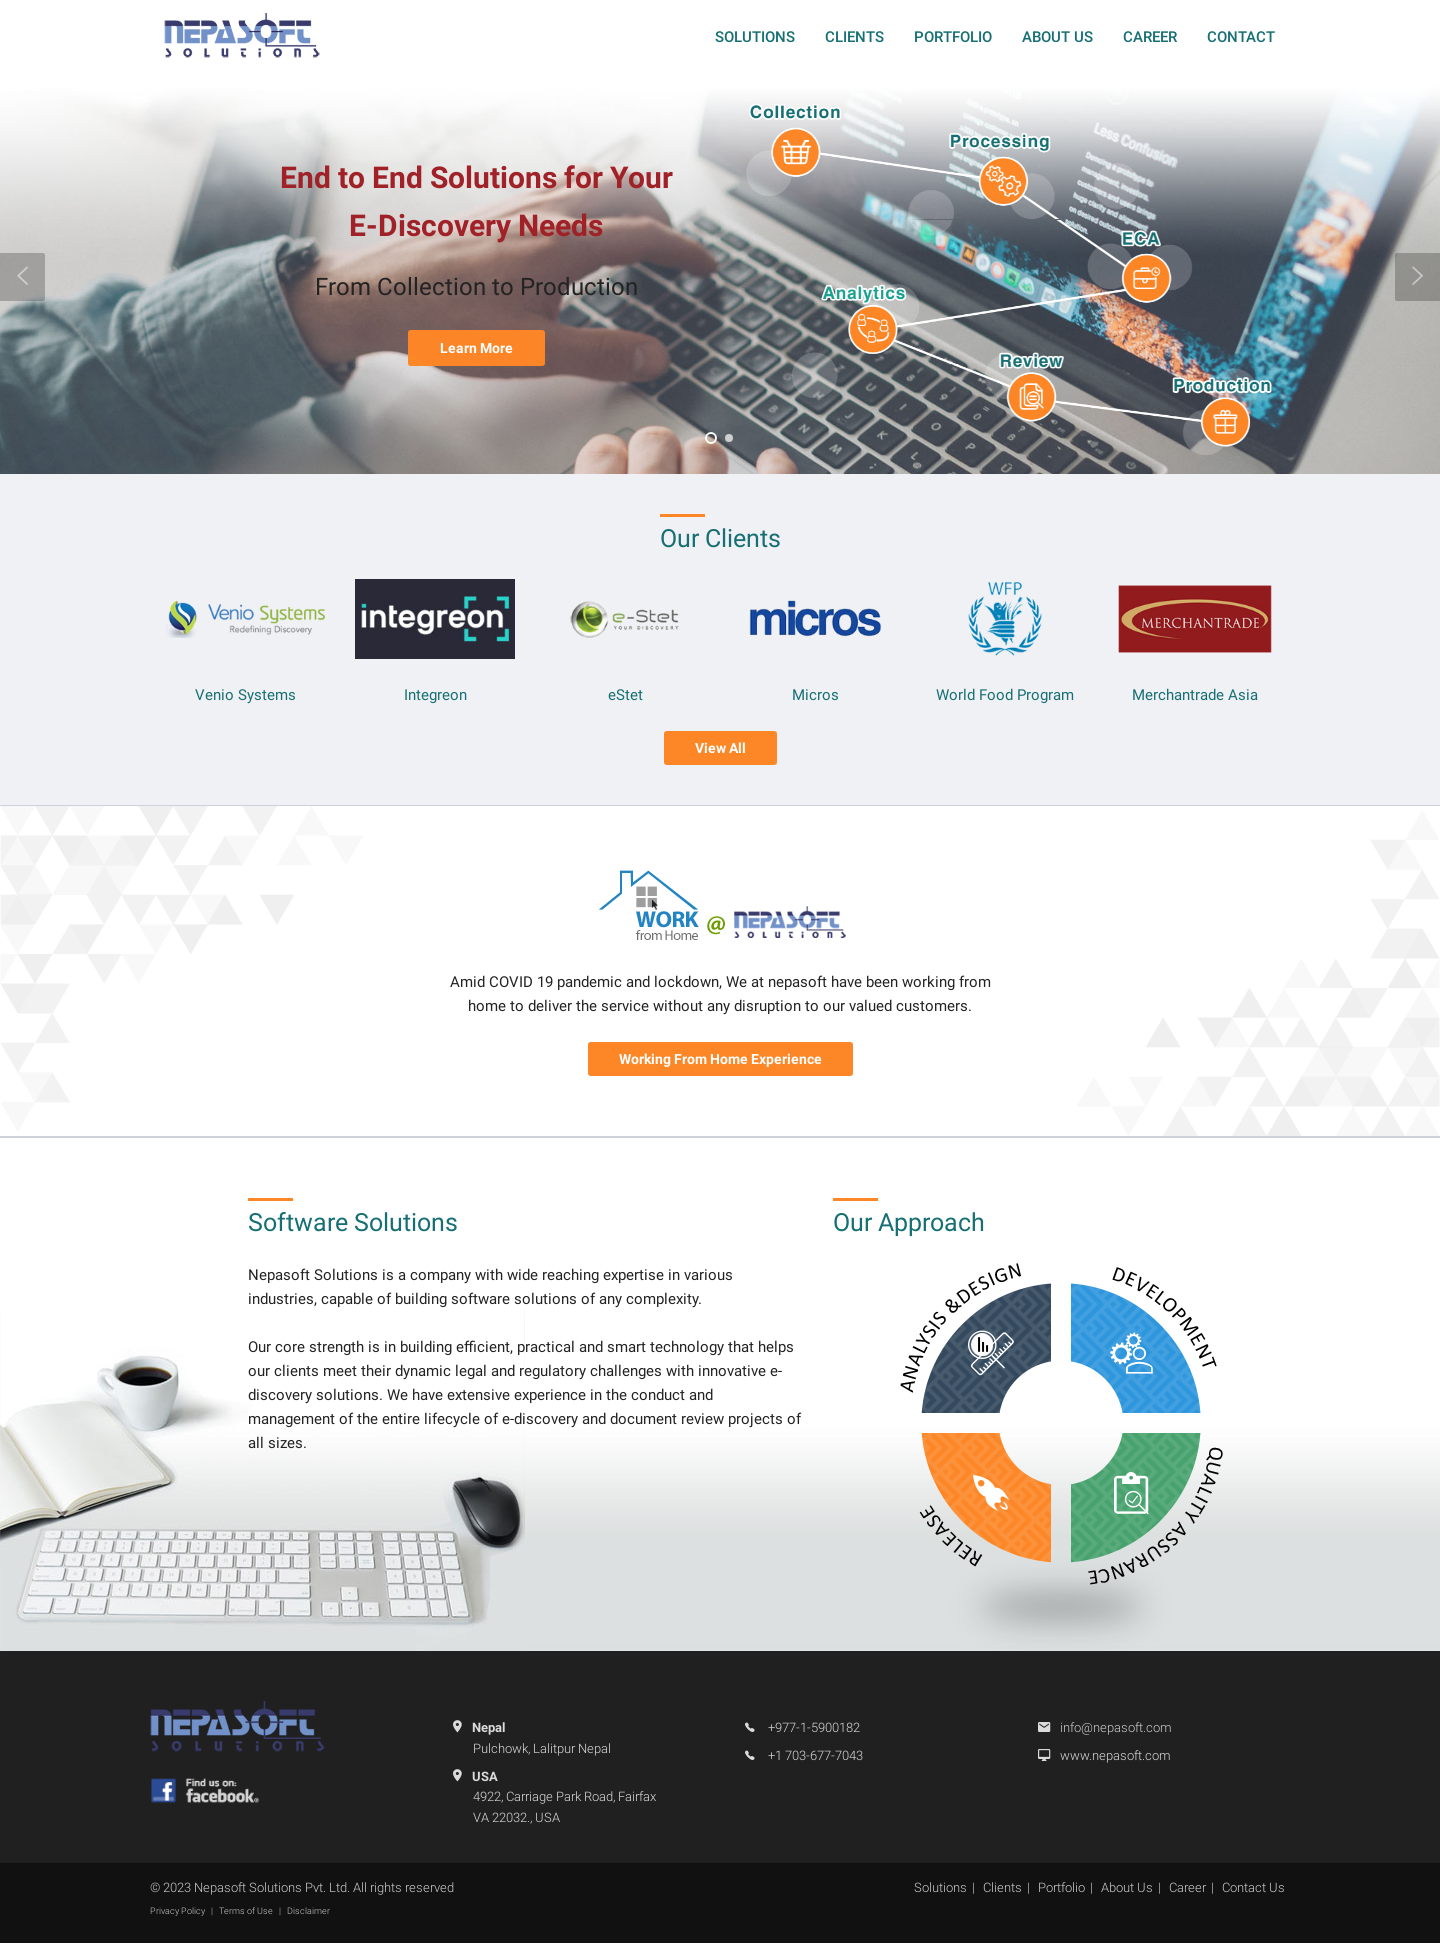 NEPASOFT
SOLUTIONS
SOLUTIONS CLIENTS PORTFOLIO ABOUT US CAREER CONTACT
End to End Solutions for Your
E-Discovery Needs
From Collection to Production
Learn More
Collection
Processing
Less Confusion
ECA
Analytics
Review
Production
Our Clients
Venio Systems
Redefining Discovery
integreon
e-Stet
YOUR DISCOVERY
micros
WFP
MERCHANTRADE
Venio Systems Integreon eStet Micros World Food Program Merchantrade Asia
View All
WORK
from Home
@ NEPASOFT
SOLUTIONS
Amid COVID 19 pandemic and lockdown, We at nepasoft have been working from
home to deliver the service without any disruption to our valued customers.
Working From Home Experience
Software Solutions
Nepasoft Solutions is a company with wide reaching expertise in various
industries, capable of building software solutions of any complexity.
Our core strength is in building efficient, practical and smart technology that helps
our clients meet their dynamic legal and regulatory challenges with innovative e-
discovery solutions. We have extensive experience in the conduct and
management of the entire lifecycle of e-discovery and document review projects of
all sizes.
Our Approach
ANALYSIS &DESIGN
DEVELOPMENT
QUALITY ASSURANCE
RELEASE
NEPASOFT
SOLUTIONS
Find us on:
facebook.
Nepal
Pulchowk, Lalitpur Nepal
USA
4922, Carriage Park Road, Fairfax
VA 22032., USA
+977-1-5900182
+1 703-677-7043
info@nepasoft.com
www.nepasoft.com
© 2023 Nepasoft Solutions Pvt. Ltd. All rights reserved
Privacy Policy | Terms of Use | Disclaimer
Solutions | Clients | Portfolio | About Us | Career | Contact Us